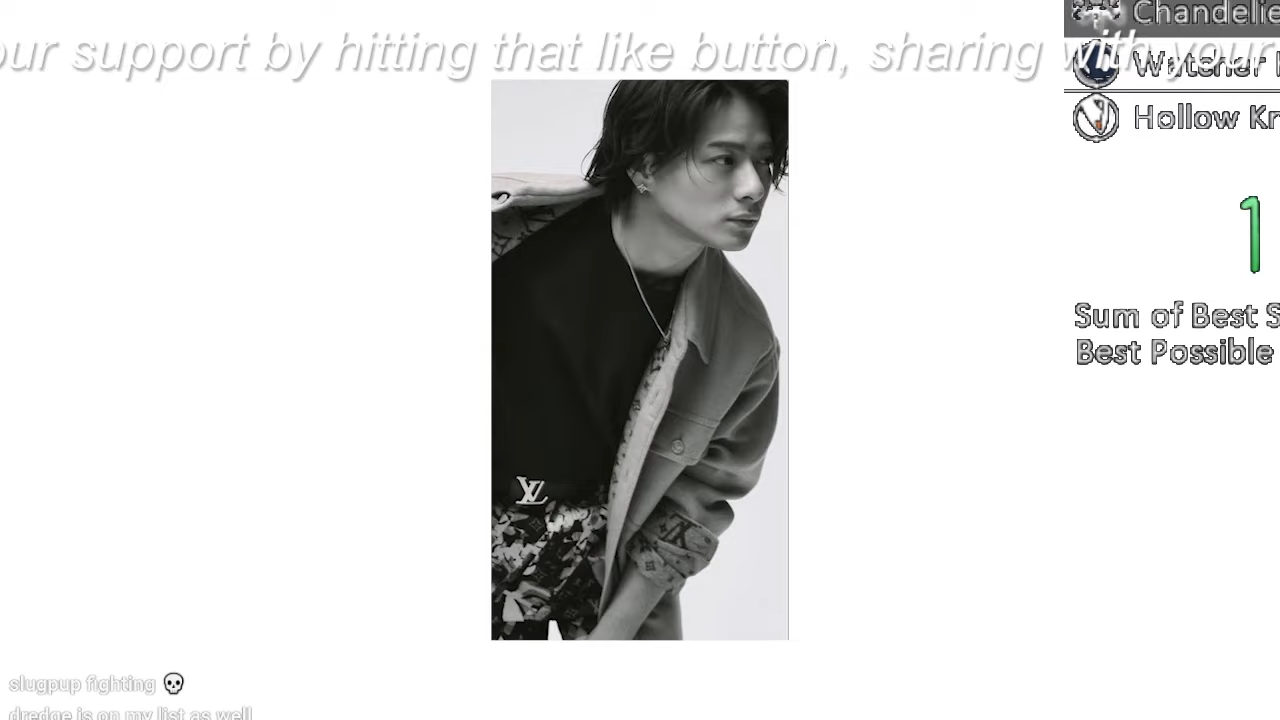 our support by hitting that like button, sharing with your
Chandelie
Watcher
Hollow Kn
1
Sum of Best S
Best Possible
LV
slugpup fighting 💀
dredge is on my list as well